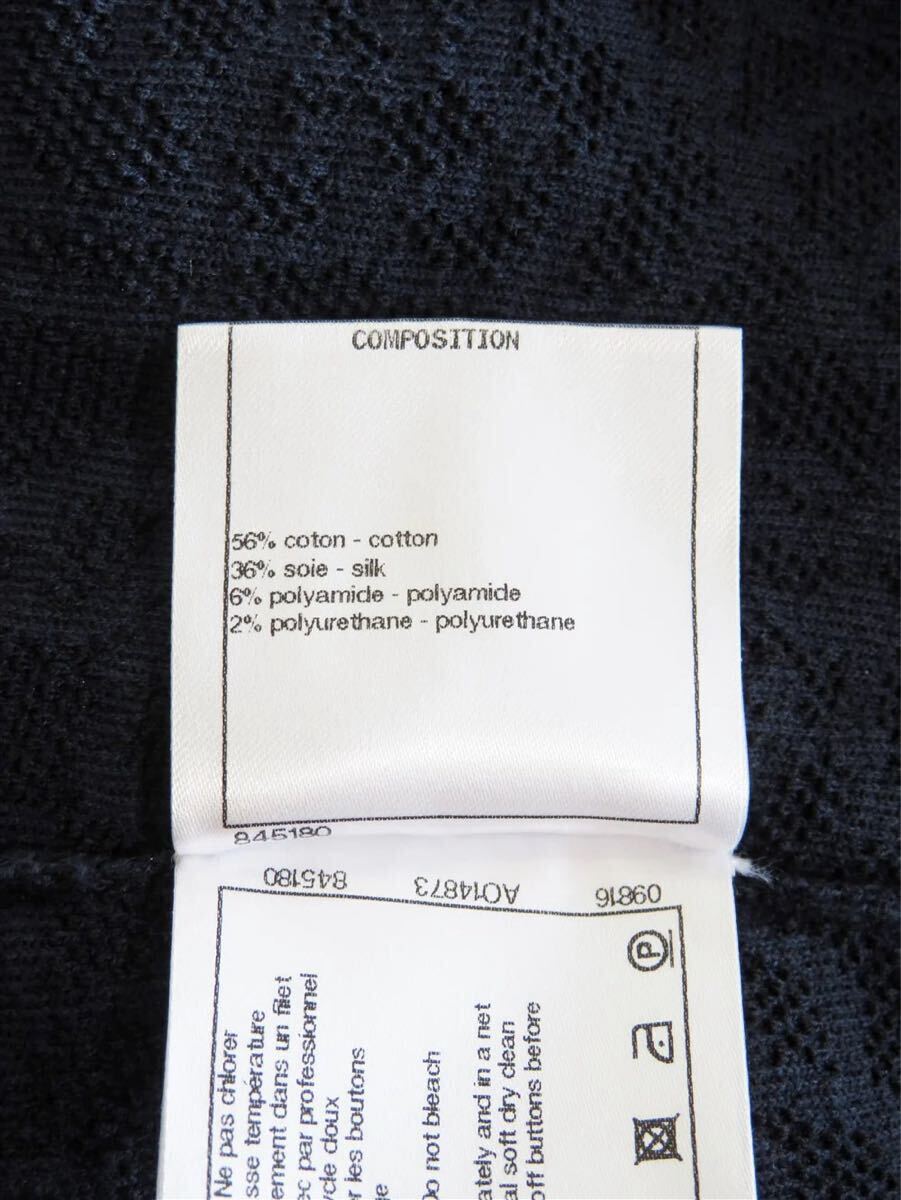 COMPOSITION
56% coton - cotton
36% soie - silk
6% polyamide - polyamide
2% polyurethane - polyurethane
845180
09816 AO14873 845180
Ne pas chlorer
sse température
ement dans un filet
ec par professionnel
cle doux
r les boutons
Do not bleach
ately and in a net
al soft dry clean
off buttons before
P